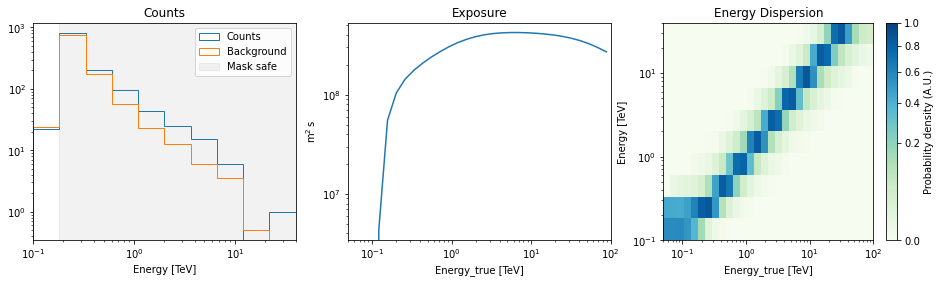 Counts
10³
10²
10¹
10⁰
10⁻¹
10⁰
10¹
Energy [TeV]
Counts
Background
Mask safe
Exposure
m² s
10⁸
10⁷
10⁻¹
10⁰
10¹
10²
Energy_true [TeV]
Energy Dispersion
Energy [TeV]
10¹
10⁰
10⁻¹
10⁻¹
10⁰
10¹
10²
Energy_true [TeV]
1.0
0.8
0.6
0.4
0.2
0.0
Probability density (A.U.)